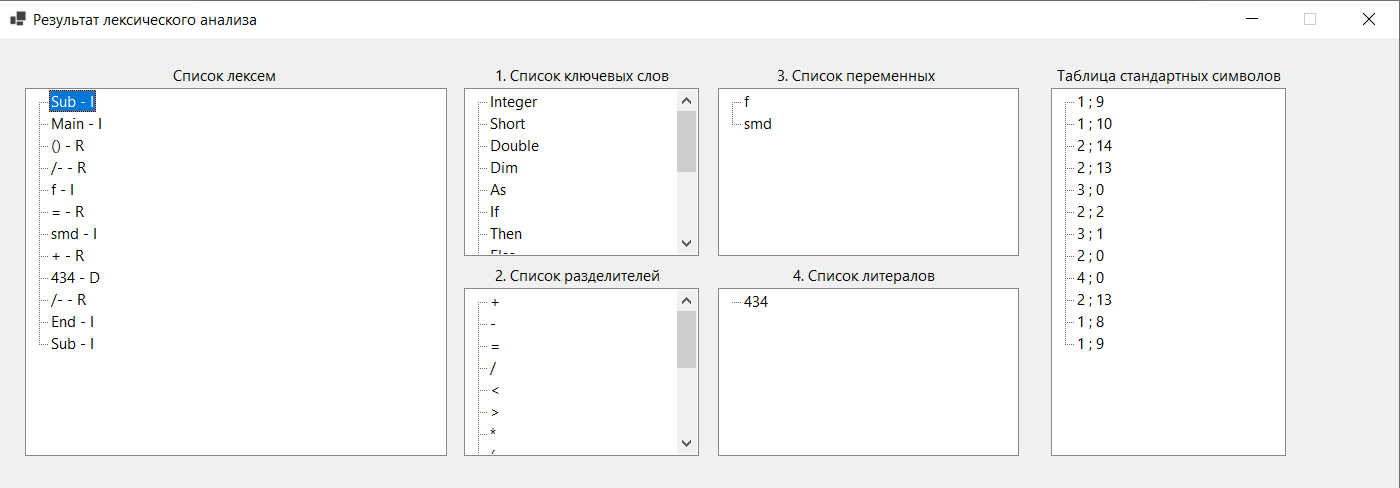 Результат лексического анализа
Список лексем
Sub - I
Main - I
() - R
/- - R
f - I
= - R
smd - I
+ - R
434 - D
/- - R
End - I
Sub - I
1. Список ключевых слов
Integer
Short
Double
Dim
As
If
Then
Else
2. Список разделителей
+
-
=
/
<
>
*
(
3. Список переменных
f
smd
4. Список литералов
434
Таблица стандартных символов
1 ; 9
1 ; 10
2 ; 14
2 ; 13
3 ; 0
2 ; 2
3 ; 1
2 ; 0
4 ; 0
2 ; 13
1 ; 8
1 ; 9